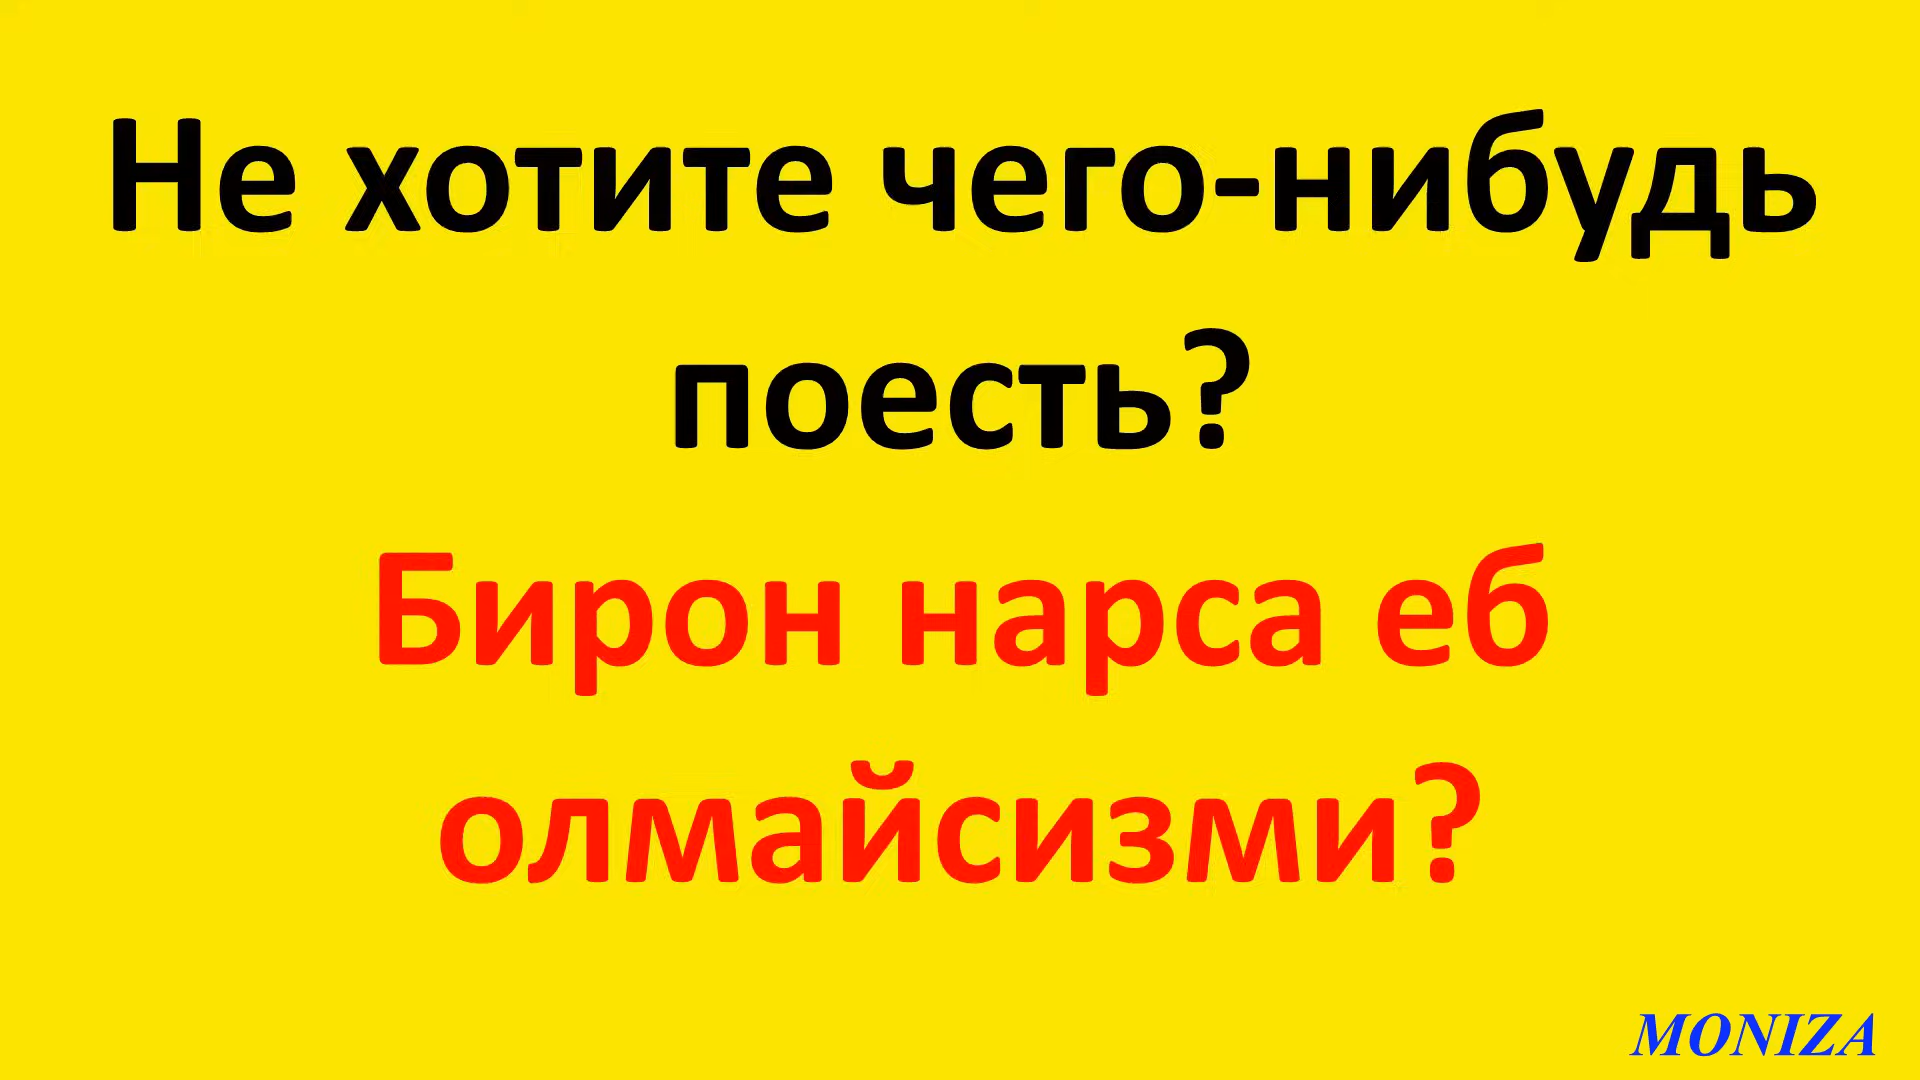 Не хотите чего-нибудь
поесть?
Бирон нарса еб
олмайсизми?
MONIZA